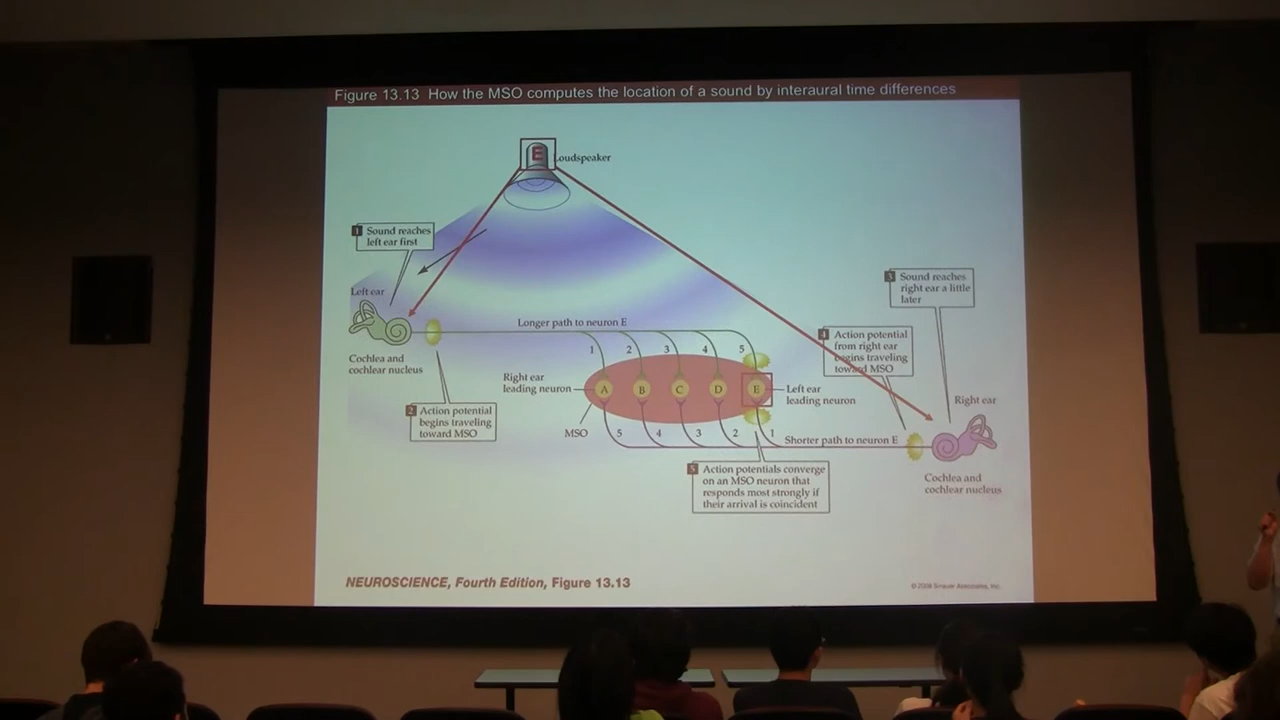 Figure 13.13 How the MSO computes the location of a sound by interaural time differences
E
Loudspeaker
1 Sound reaches
left ear first
Left ear
Cochlea and
cochlear nucleus
2 Action potential
begins traveling
toward MSO
Longer path to neuron E
1 2 3 4 5
Right ear
leading neuron
A B C D E
Left ear
leading neuron
MSO
5 4 3 2 1
Shorter path to neuron E
3 Sound reaches
right ear a little
later
4 Action potential
from right ear
begins traveling
toward MSO
Right ear
Cochlea and
cochlear nucleus
5 Action potentials converge
on an MSO neuron that
responds most strongly if
their arrival is coincident
NEUROSCIENCE, Fourth Edition, Figure 13.13
© 2008 Sinauer Associates, Inc.